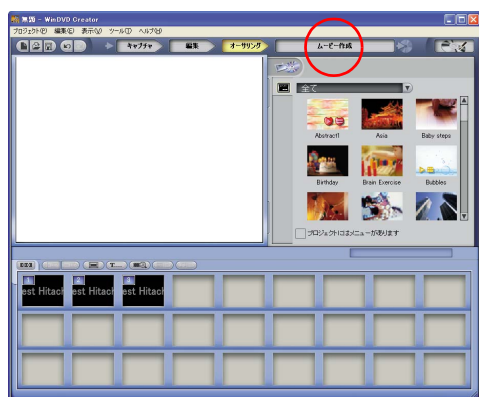 無題 - WinDVD Creator
プロジェクト(P) 編集(E) 表示(V) ツール(T) ヘルプ(H)
キャプチャ 編集 オーサリング ムービー作成
全て
Abstract1 Asia Baby steps
Birthday Brain Exercise Bubbles
プロジェクトにはメニューがあります
T...
est Hitach est Hitach est Hitach